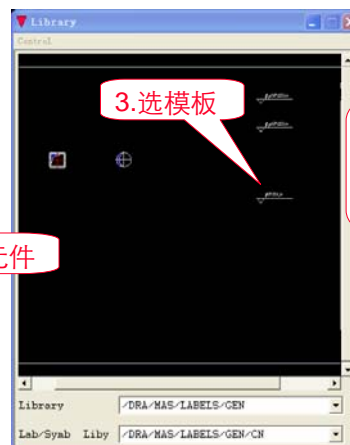 Library
Central
3.选模板
元件
Library /DRA/MAS/LABELS/GEN
Lab/Symb Liby /DRA/MAS/LABELS/GEN/CN